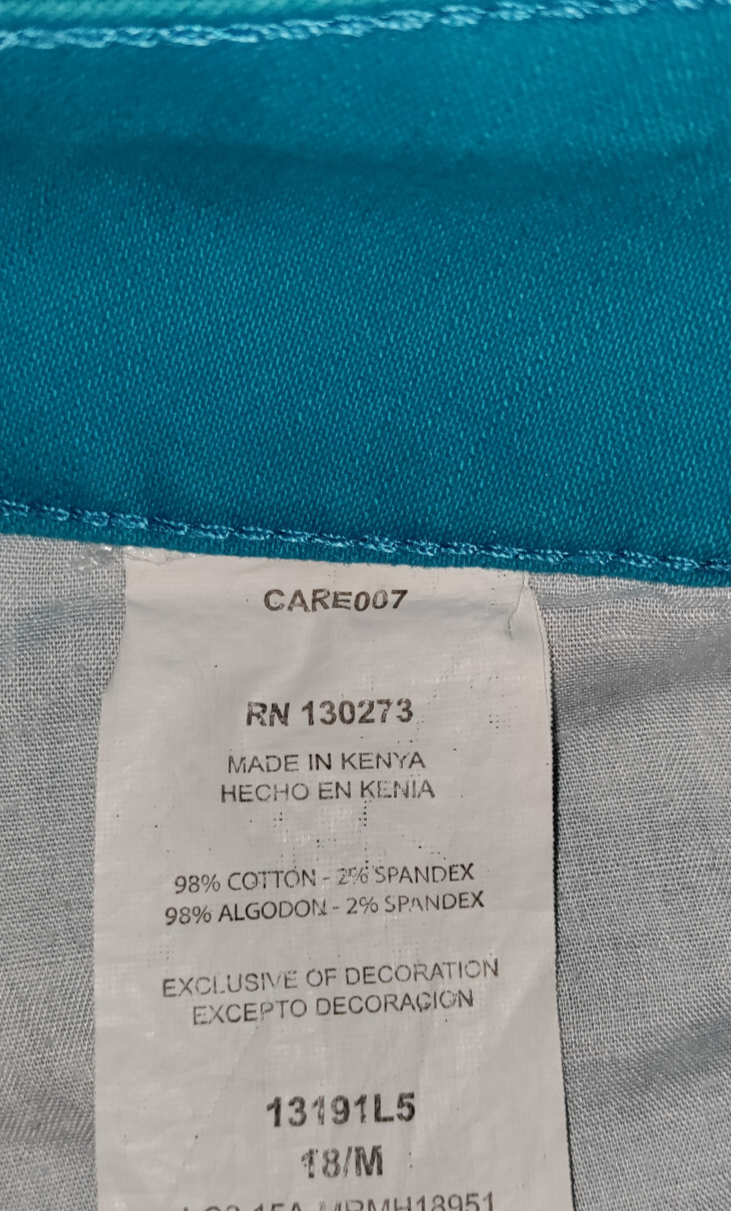 CARE007
RN 130273
MADE IN KENYA
HECHO EN KENIA
98% COTTON - 2% SPANDEX
98% ALGODON - 2% SPANDEX
EXCLUSIVE OF DECORATION
EXCEPTO DECORACION
13191L5
18/M